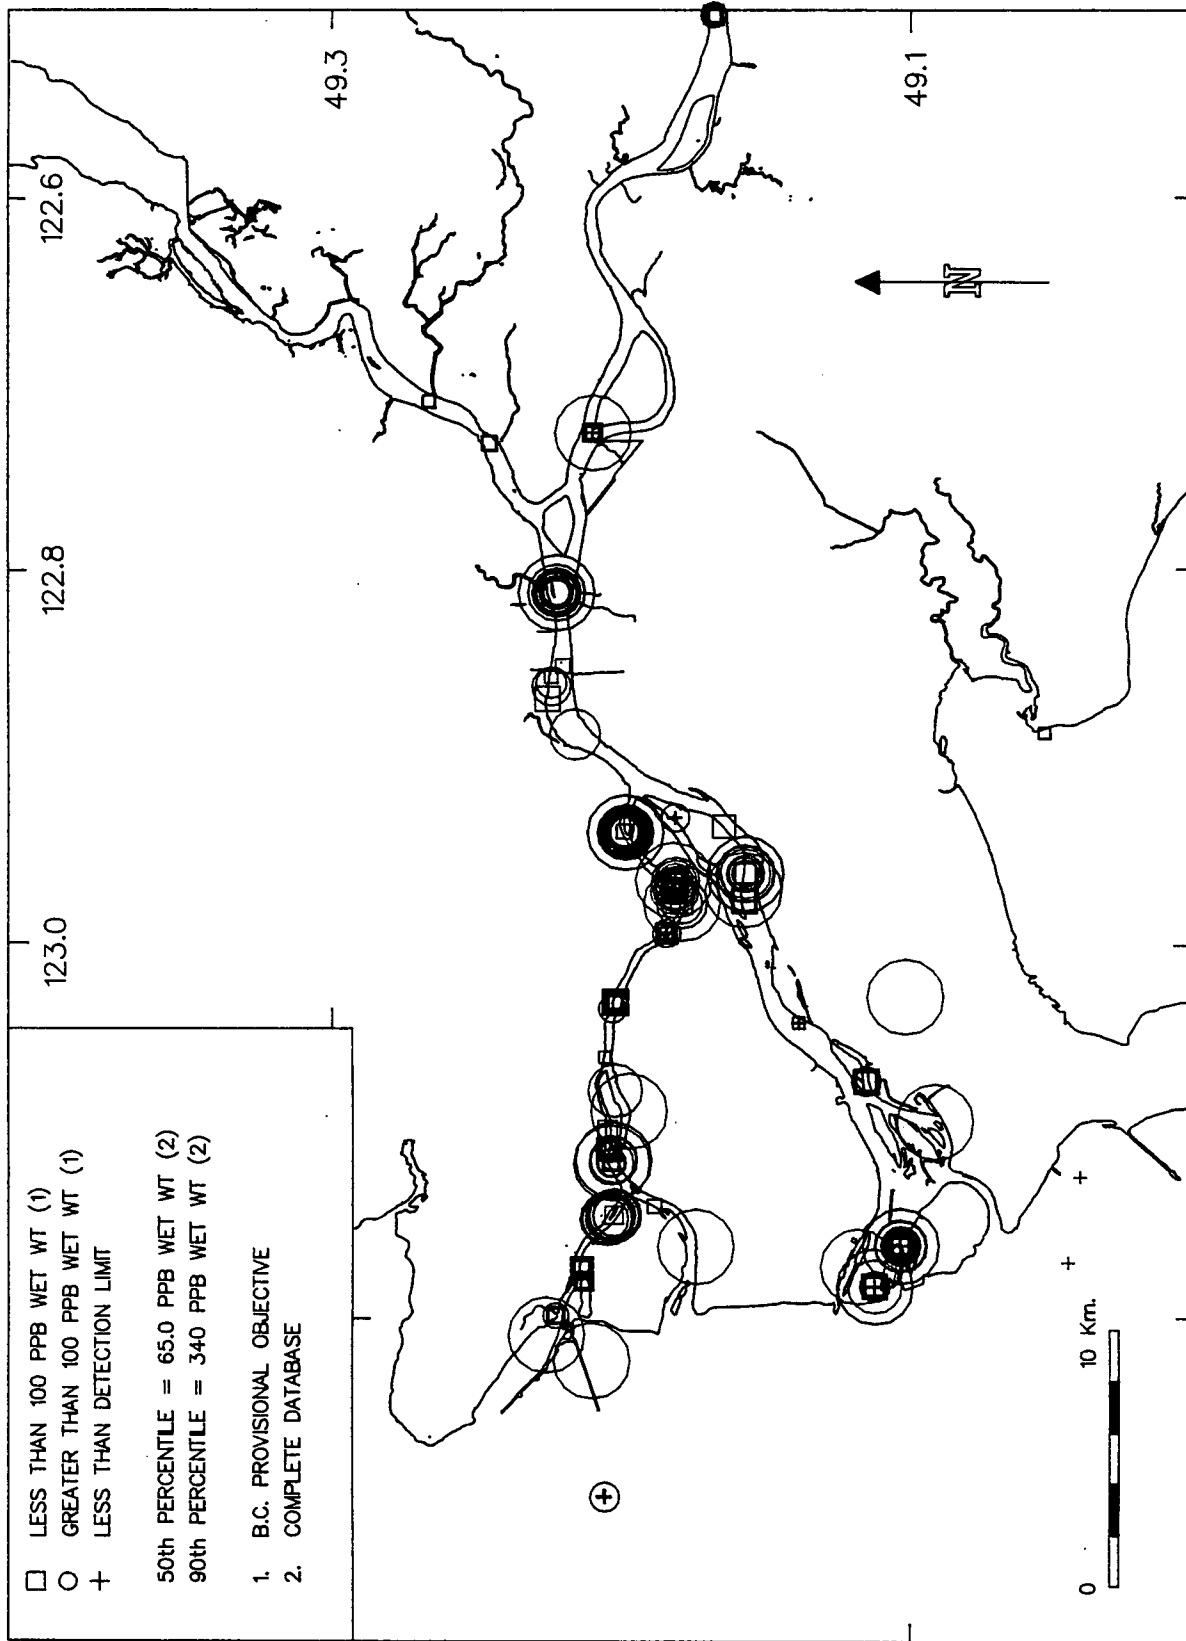 LESS THAN 100 PPB WET WT (1)
GREATER THAN 100 PPB WET WT (1)
LESS THAN DETECTION LIMIT
50th PERCENTILE = 65.0 PPB WET WT (2)
90th PERCENTILE = 340 PPB WET WT (2)
1. B.C. PROVISIONAL OBJECTIVE
2. COMPLETE DATABASE
123.0
122.8
122.6
49.3
49.1
N
0
10 Km.